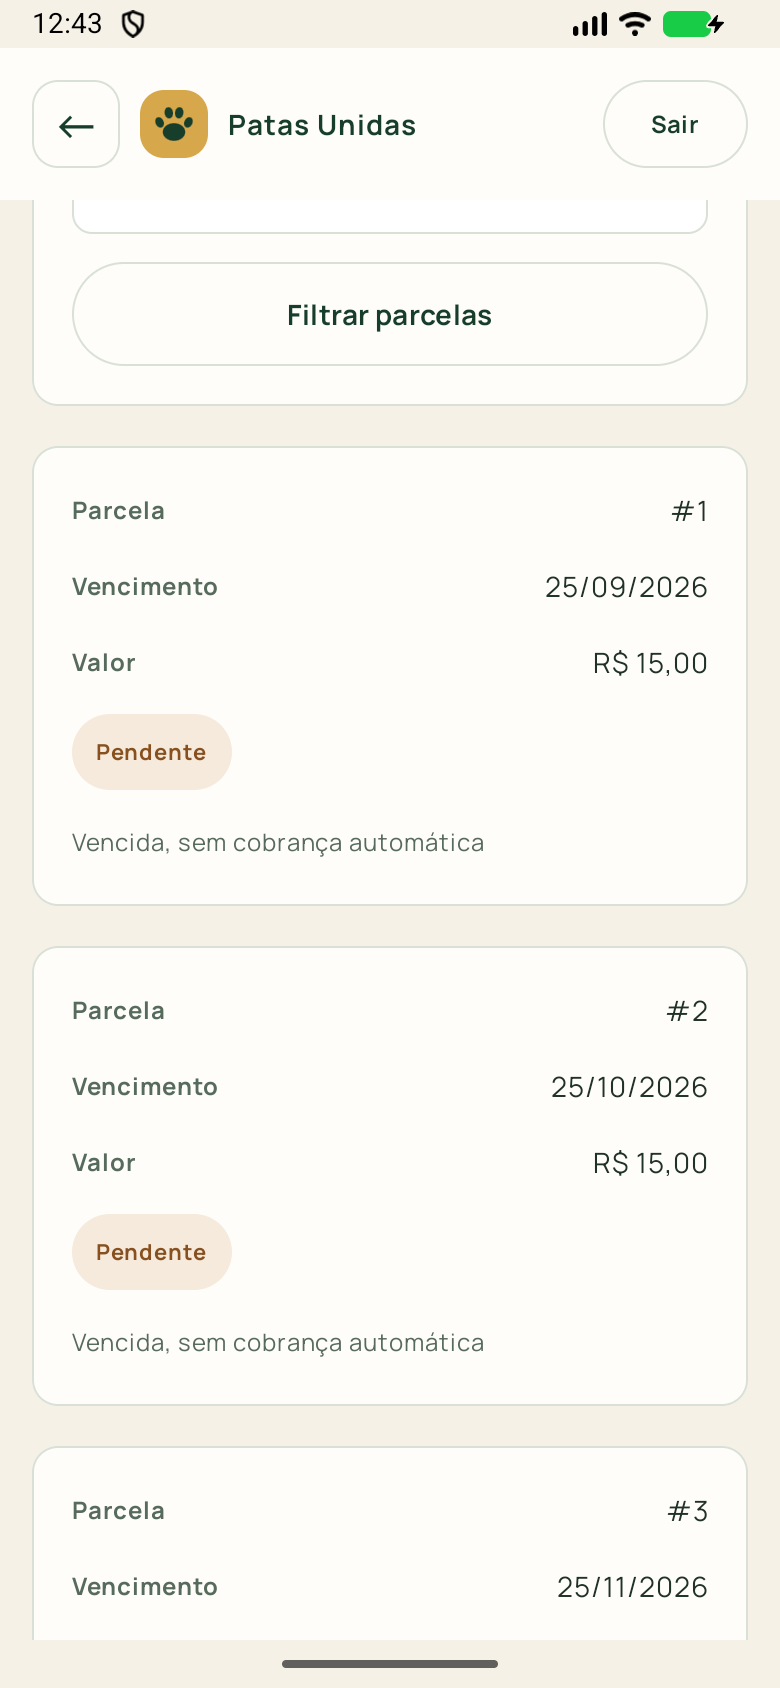 12:43
Patas Unidas
Sair
Filtrar parcelas
Parcela #1
Vencimento 25/09/2026
Valor R$ 15,00
Pendente
Vencida, sem cobrança automática
Parcela #2
Vencimento 25/10/2026
Valor R$ 15,00
Pendente
Vencida, sem cobrança automática
Parcela #3
Vencimento 25/11/2026